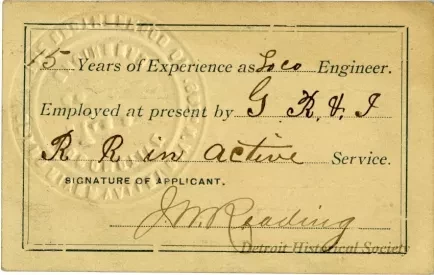 15 Years of Experience as Loco Engineer.
Employed at present by G R & I
R R in active Service.
SIGNATURE OF APPLICANT.
J W Reading
Detroit Historical Society